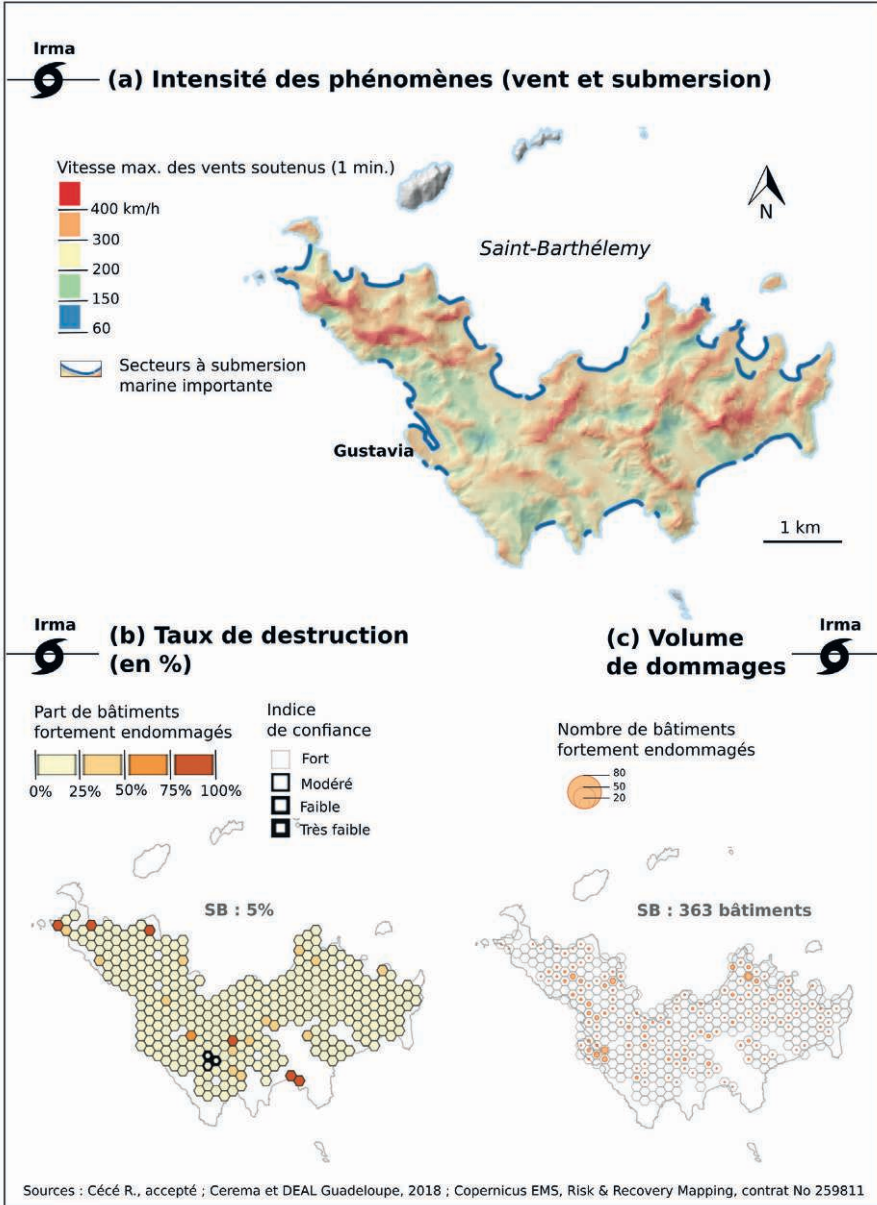 Irma
(a) Intensité des phénomènes (vent et submersion)
Vitesse max. des vents soutenus (1 min.)
400 km/h
300
200
150
60
Secteurs à submersion
marine importante
N
Saint-Barthélemy
Gustavia
1 km
Irma
(b) Taux de destruction
(en %)
Part de bâtiments
fortement endommagés
0% 25% 50% 75% 100%
Indice
de confiance
Fort
Modéré
Faible
Très faible
SB : 5%
(c) Volume
de dommages
Irma
Nombre de bâtiments
fortement endommagés
80
50
20
SB : 363 bâtiments
Sources : Cécé R., accepté ; Cerema et DEAL Guadeloupe, 2018 ; Copernicus EMS, Risk & Recovery Mapping, contrat No 259811